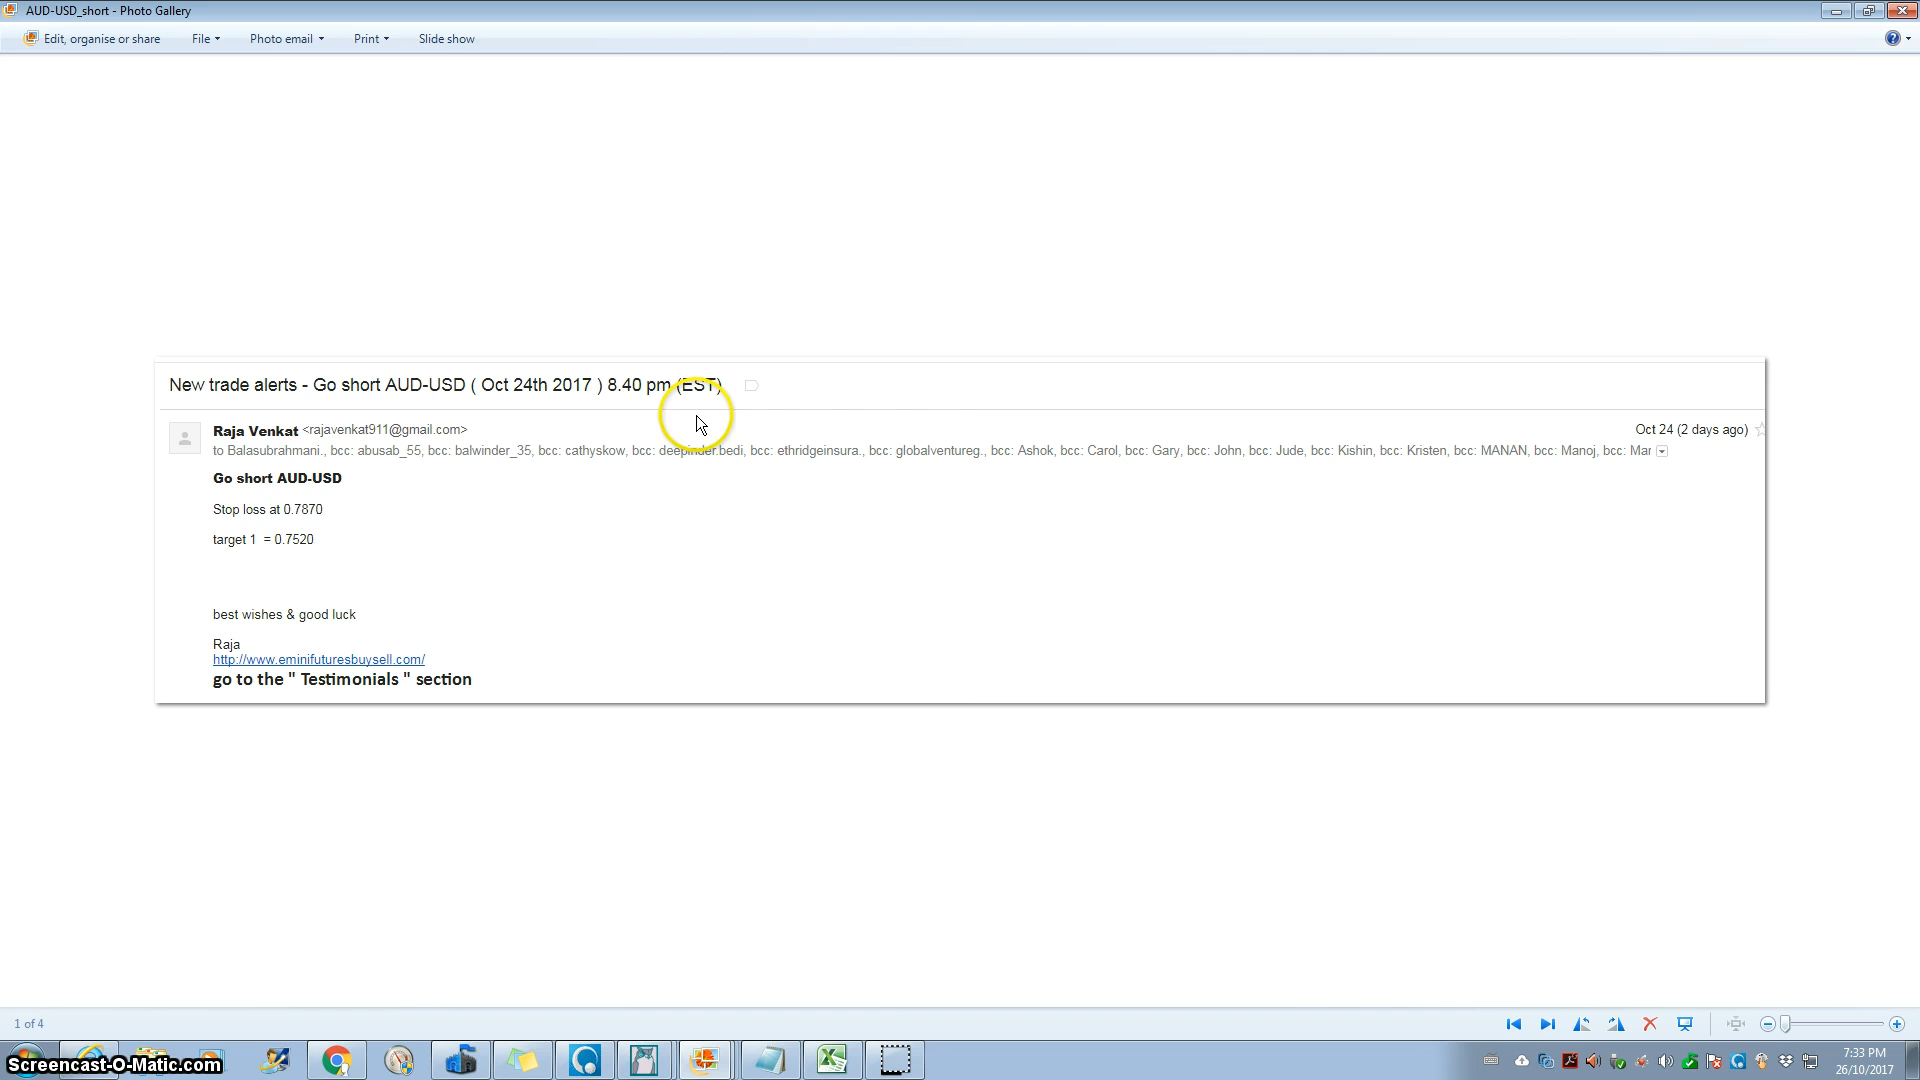 AUD-USD_short - Photo Gallery
Edit, organise or share File Photo email Print Slide show
New trade alerts - Go short AUD-USD ( Oct 24th 2017 ) 8.40 pm (EST)
Raja Venkat <rajavenkat911@gmail.com> Oct 24 (2 days ago)
to Balasubrahmani., bcc: abusab_55, bcc: balwinder_35, bcc: cathyskow, bcc: deepinder.bedi, bcc: ethridgeinsura., bcc: globalventureg., bcc: Ashok, bcc: Carol, bcc: Gary, bcc: John, bcc: Jude, bcc: Kishin, bcc: Kristen, bcc: MANAN, bcc: Manoj, bcc: Mar
Go short AUD-USD
Stop loss at 0.7870
target 1 = 0.7520
best wishes & good luck
Raja
http://www.eminifuturesbuysell.com/
go to the " Testimonials " section
1 of 4
Screencast-O-Matic.com
7:33 PM
26/10/2017